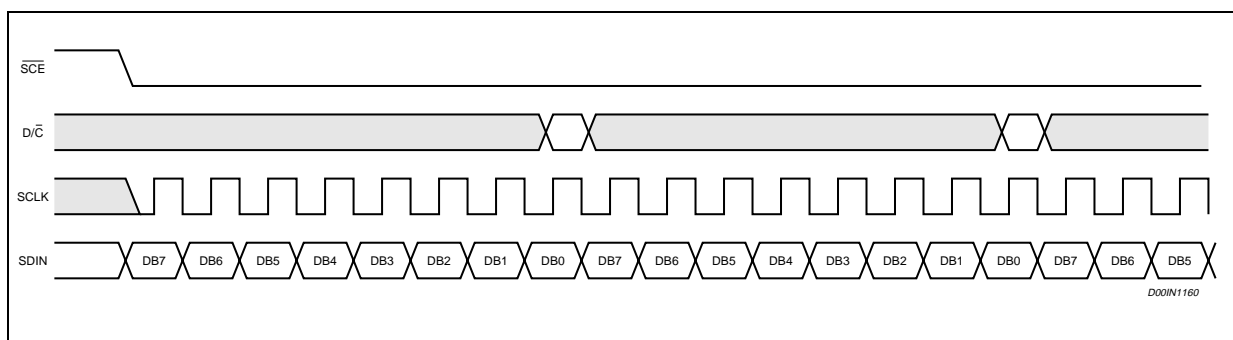 S̅C̅E̅
D/C̅
SCLK
SDIN DB7 DB6 DB5 DB4 DB3 DB2 DB1 DB0 DB7 DB6 DB5 DB4 DB3 DB2 DB1 DB0 DB7 DB6 DB5
D00IN1160